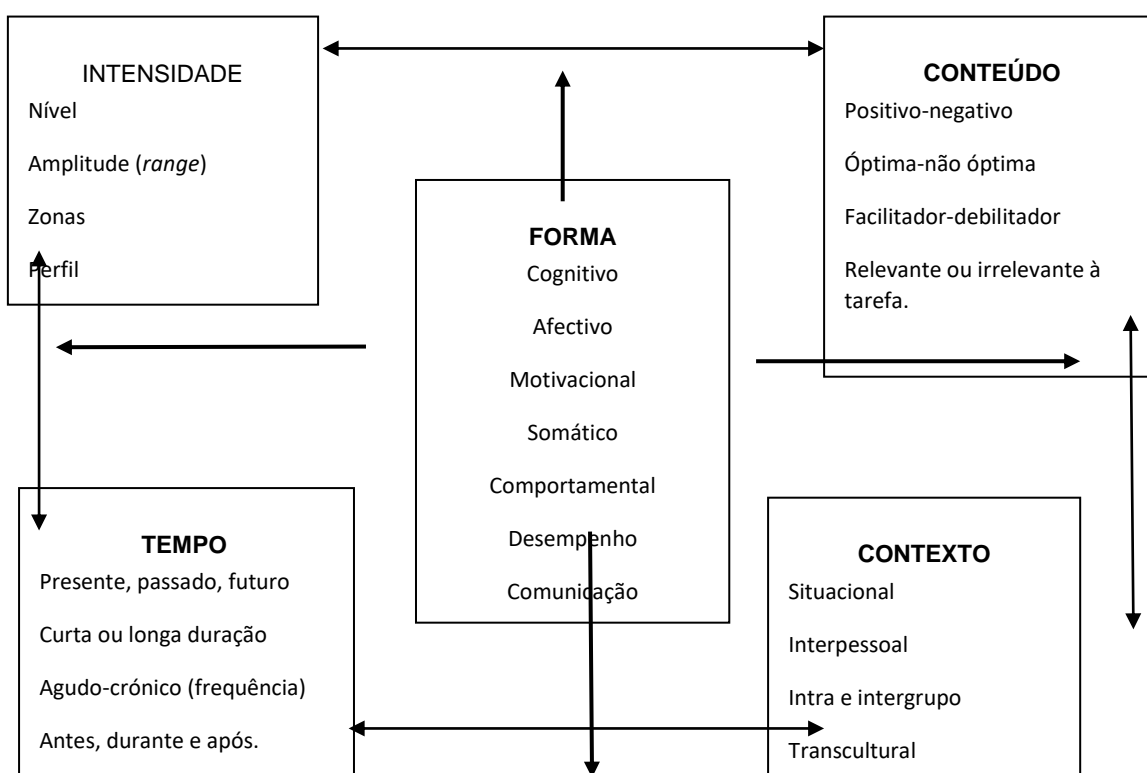 INTENSIDADE
Nível
Amplitude (range)
Zonas
Perfil
CONTEÚDO
Positivo-negativo
Óptima-não óptima
Facilitador-debilitador
Relevante ou irrelevante à
tarefa.
FORMA
Cognitivo
Afectivo
Motivacional
Somático
Comportamental
Desempenho
Comunicação
TEMPO
Presente, passado, futuro
Curta ou longa duração
Agudo-crónico (frequência)
Antes, durante e após.
CONTEXTO
Situacional
Interpessoal
Intra e intergrupo
Transcultural